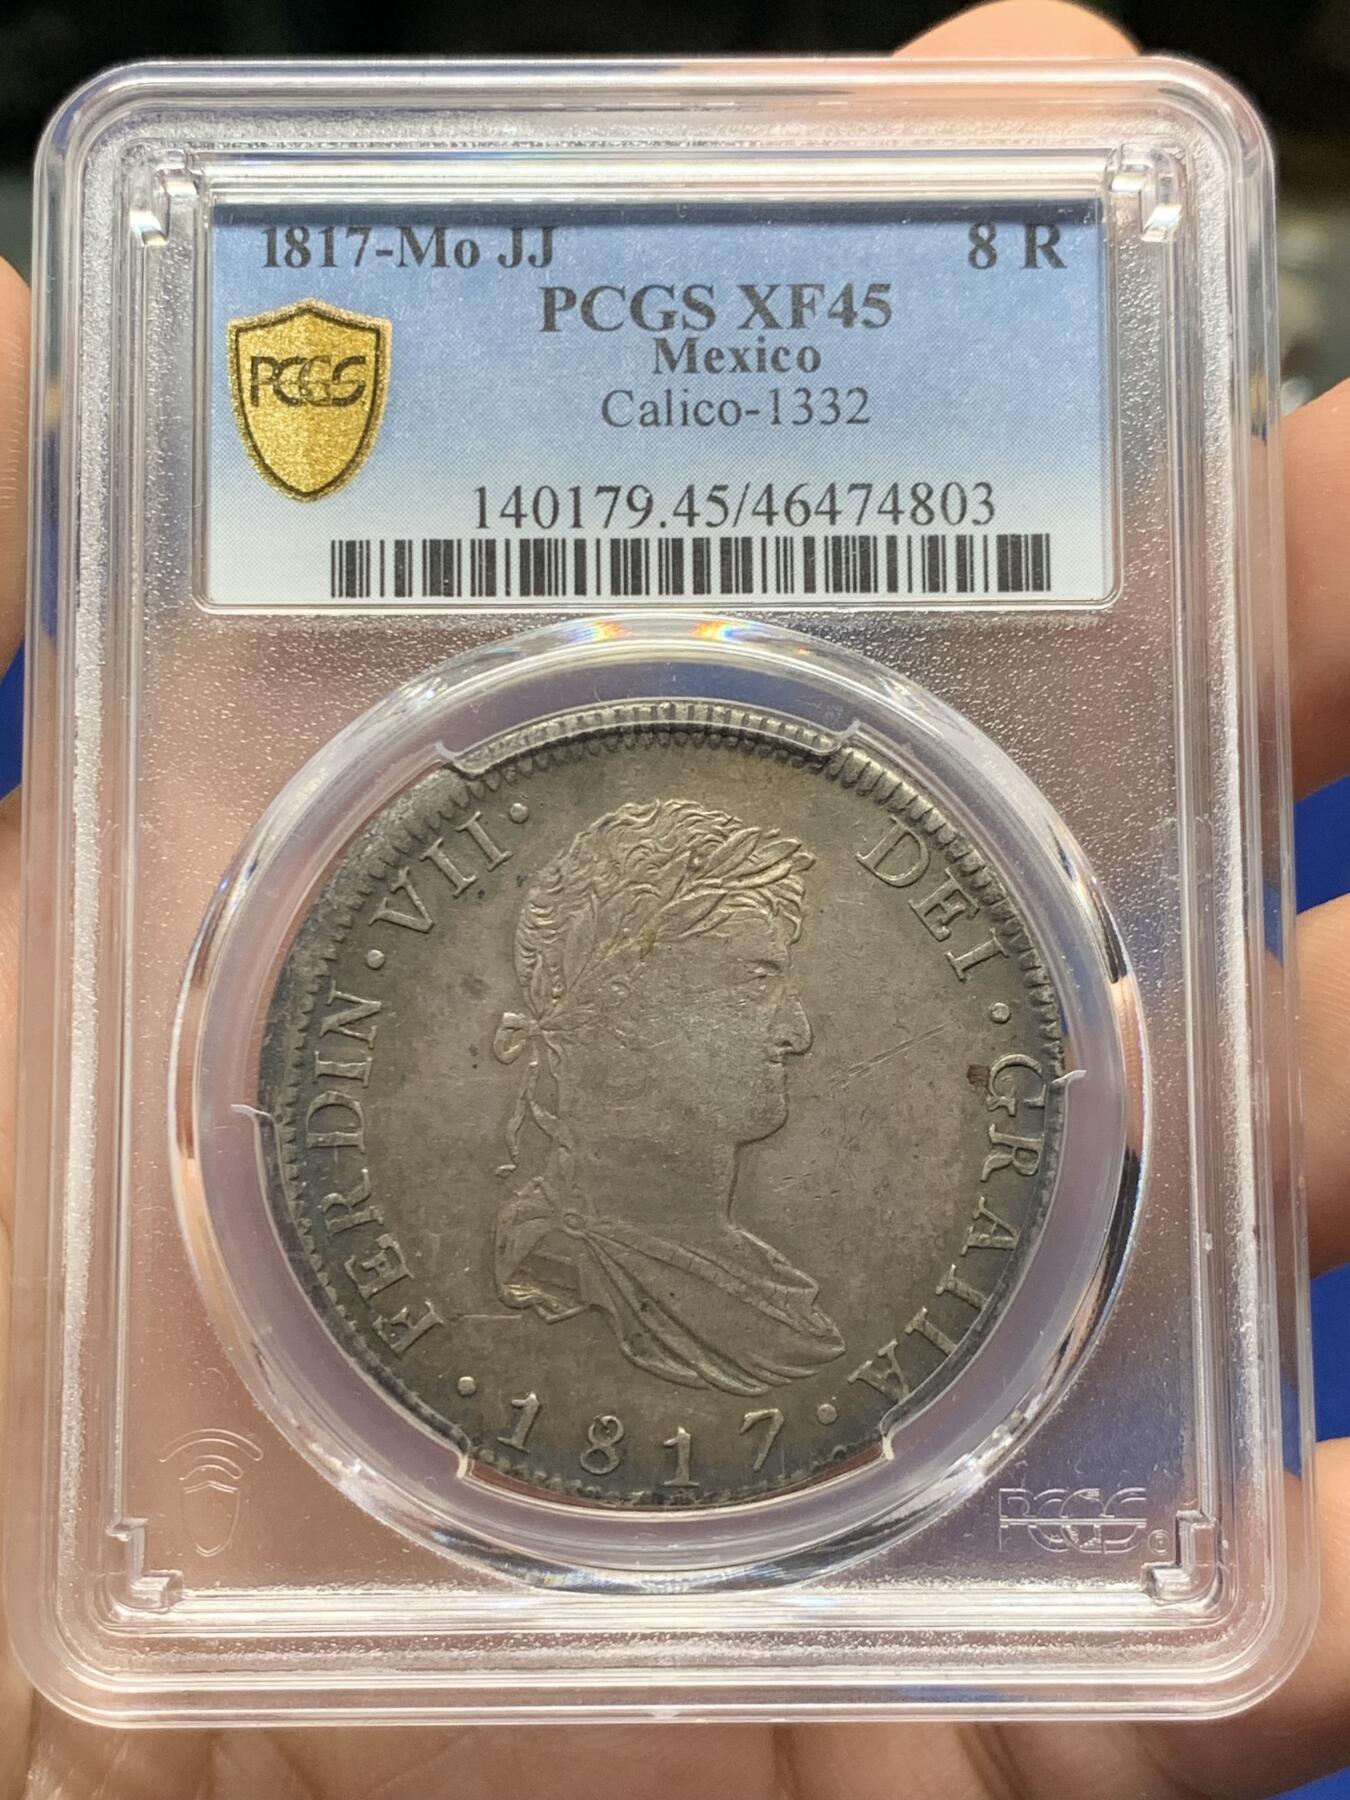 1817-Mo JJ 8 R
PCGS XF45
Mexico
Calico-1332
PCGS
140179.45/46474803
FERDIN · VII · DEI · GRATIA ·
· 1817 ·
PCGS